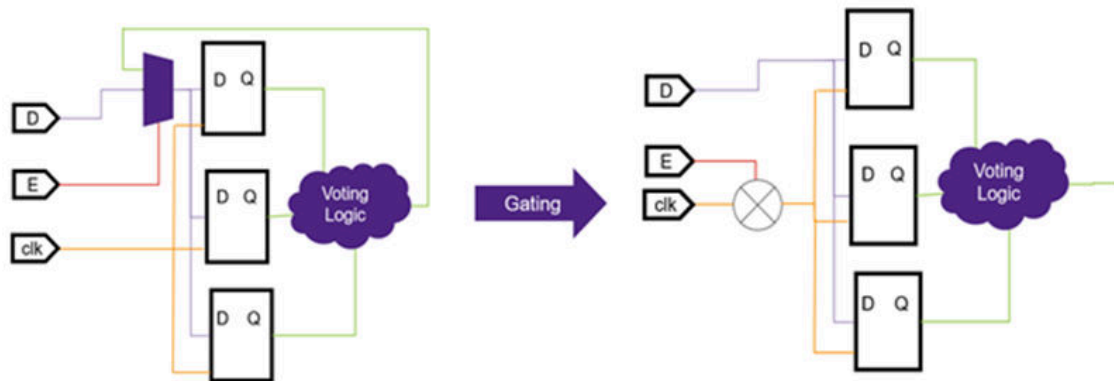 D Q
D
E
D Q
Voting
Logic
clk
D Q
Gating
D Q
D
E
clk
D Q
Voting
Logic
D Q